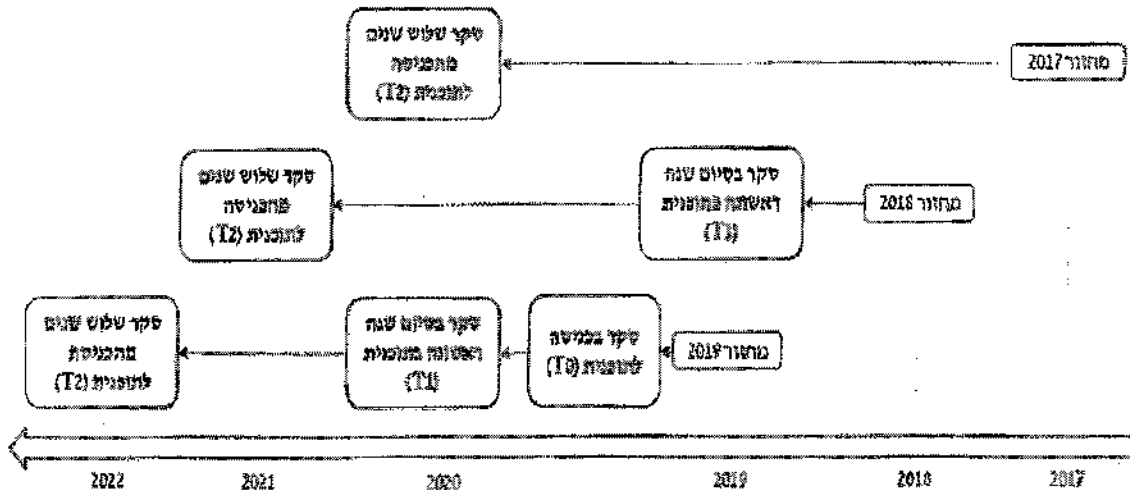 סקר שלוש שנים
מהכניסה
לתוכנית (T2)
מחזור 2017
סקר בסיום שנה
ראשונה בתוכנית
(T1)
מחזור 2018
סקר שלוש שנים
מהכניסה
לתוכנית (T2)
מחזור 2019
סקר בכניסה
לתוכנית (T0)
סקר בסיום שנה
ראשונה בתוכנית
(T1)
סקר שלוש שנים
מהכניסה
לתוכנית (T2)
2022 2021 2020 2019 2018 2017